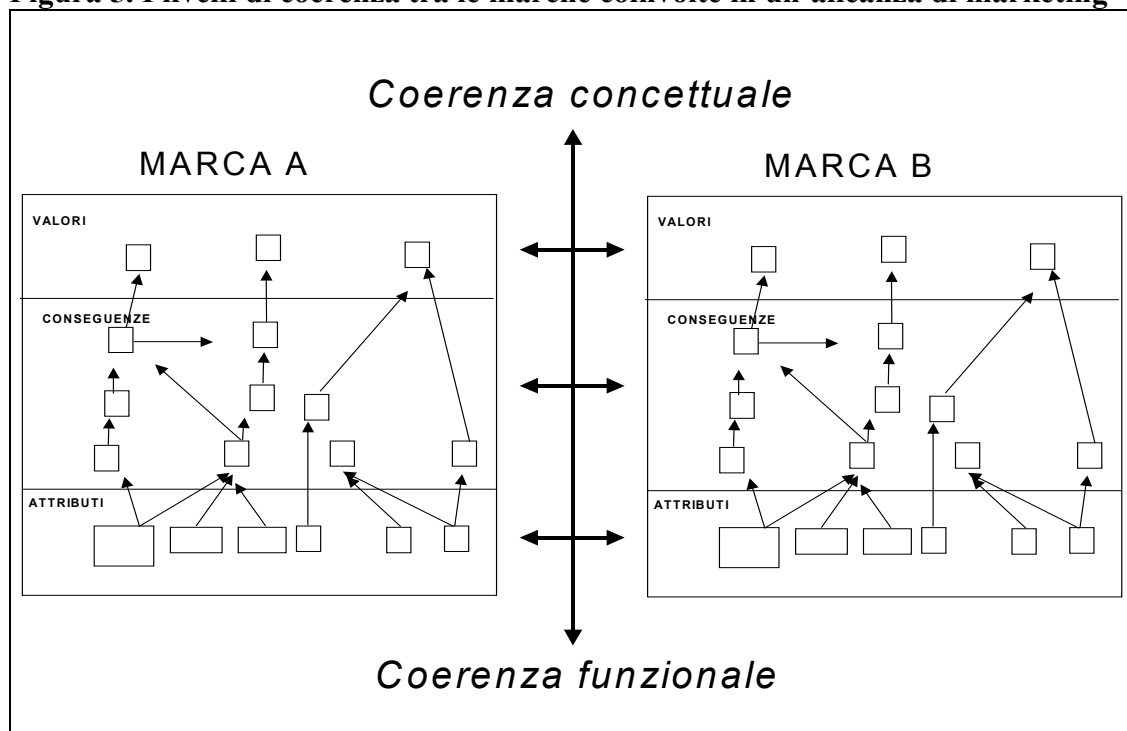 Figura I livelli di coerenza tra le marche coinvolte in un'alleanza di marketing
Coerenza concettuale
MARCA A
MARCA B
VALORI
VALORI
CONSEGUENZE
CONSEGUENZE
ATTRIBUTI
ATTRIBUTI
Coerenza funzionale